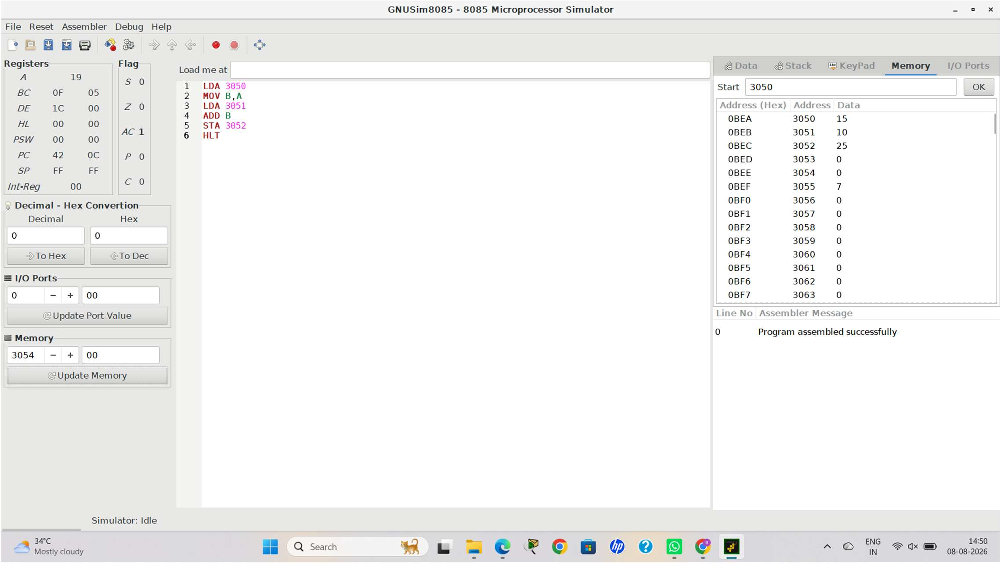 GNUSim8085 - 8085 Microprocessor Simulator
File Reset Assembler Debug Help
Registers
A 19
BC 0F 05
DE 1C 00
HL 00 00
PSW 00 00
PC 42 0C
SP FF FF
Int-Reg 00
Flag
S 0
Z 0
AC 1
P 0
C 0
Decimal - Hex Convertion
Decimal Hex
0 0
To Hex To Dec
I/O Ports
0 − + 00
Update Port Value
Memory
3054 − + 00
Update Memory
Load me at
1 LDA 3050
2 MOV B,A
3 LDA 3051
4 ADD B
5 STA 3052
6 HLT
Data Stack Abc KeyPad Memory I/O Ports
Start 3050 OK
Address (Hex) Address Data
0BEA 3050 15
0BEB 3051 10
0BEC 3052 25
0BED 3053 0
0BEE 3054 0
0BEF 3055 7
0BF0 3056 0
0BF1 3057 0
0BF2 3058 0
0BF3 3059 0
0BF4 3060 0
0BF5 3061 0
0BF6 3062 0
0BF7 3063 0
Line No Assembler Message
0 Program assembled successfully
Simulator: Idle
34°C
Mostly cloudy
Search
hp
?
B
ENG
IN
14:50
08-08-2026